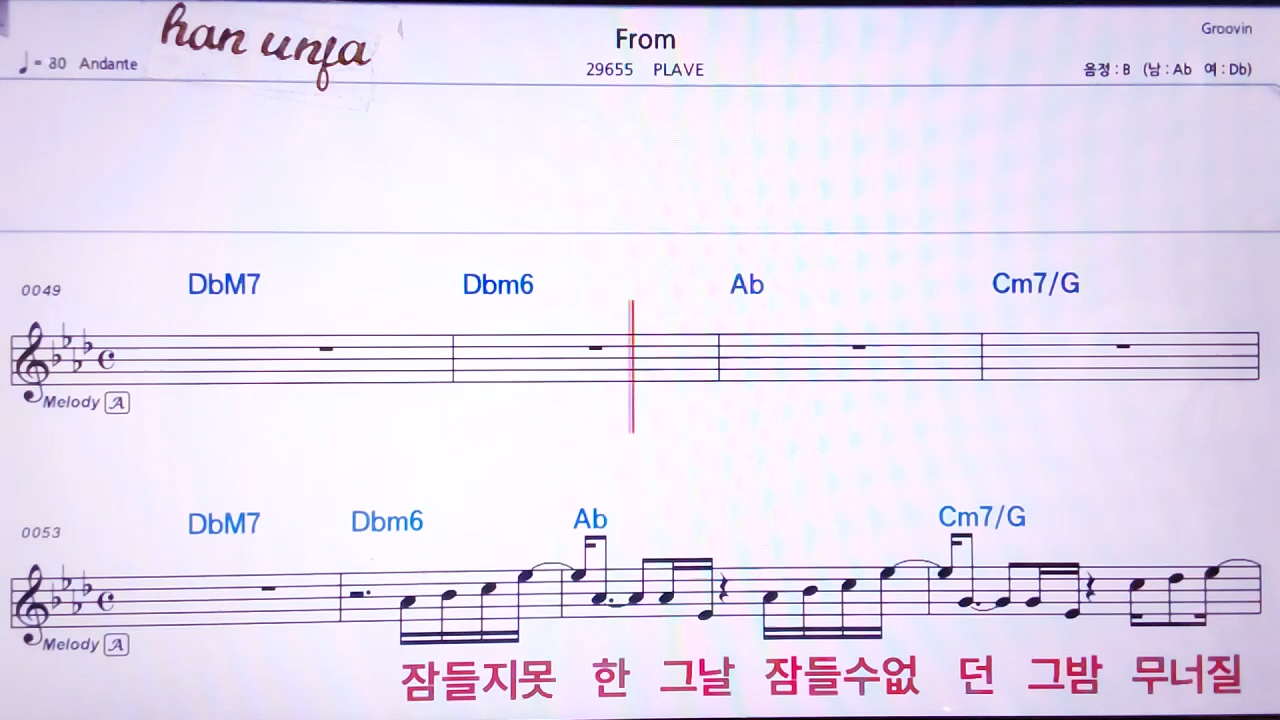 han unfa
From
Groovin
♩ = 80 Andante
29655 PLAVE
음정 : B (남 : Ab 여 : Db)
0049 DbM7 Dbm6 Ab Cm7/G
Melody A
0053 DbM7 Dbm6 Ab Cm7/G
Melody A
잠들지못 한 그날 잠들수없 던 그밤 무너질